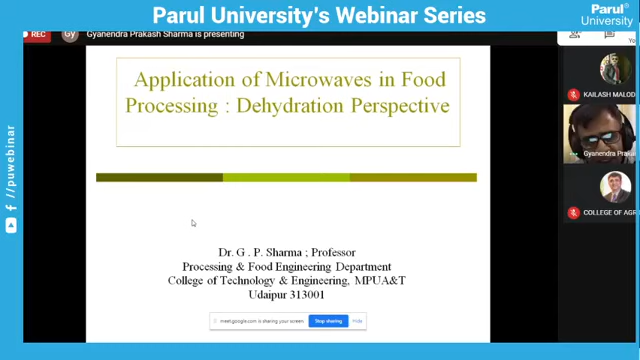 Parul University's Webinar Series
Parul®
University
REC
Gy
Gyanendra Prakash Sharma is presenting
Yo
Application of Microwaves in Food
Processing : Dehydration Perspective
KAILASH MALOD
Gyanendra Prakas
COLLEGE OF AGR
Dr. G . P. Sharma ; Professor
Processing & Food Engineering Department
College of Technology & Engineering, MPUA&T
Udaipur 313001
meet.google.com is sharing your screen.
Stop sharing
Hide
/puwebinar